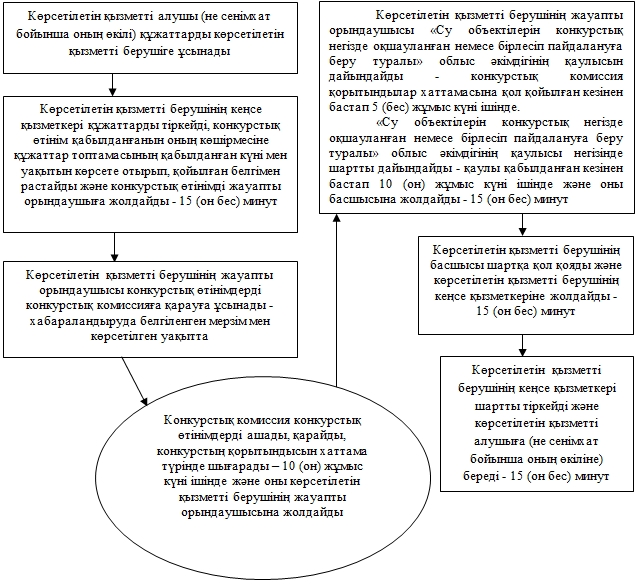 Көрсетілетін қызметті алушы (не сенімхат
бойынша оның өкілі) құжаттарды көрсетілетін
қызметті берушіге ұсынады
Көрсетілетін қызметті берушінің кеңсе
қызметкері құжаттарды тіркейді, конкурстық
өтінім қабылданғанын оның көшірмесіне
құжаттар топтамасының қабылданған күні мен
уақытын көрсете отырып, қойылған белгімен
растайды және конкурстық өтінімді жауапты
орындаушыға жолдайды - 15 (он бес) минут
Көрсетілетін қызметті берушінің жауапты
орындаушысы конкурстық өтінімдерді
конкурстық комиссияға қарауға ұсынады -
хабараландыруда белгіленген мерзім мен
көрсетілген уақытта
Конкурстық комиссия конкурстық
өтінімдерді ашады, қарайды,
конкурстың қорытындысын хаттама
түрінде шығарады – 10 (он) жұмыс
күні ішінде және оны көрсетілетін
қызметті берушінің жауапты
орындаушысына жолдайды
Көрсетілетін қызметті берушінің жауапты
орындаушысы «Су объектілерін конкурстық
негізде оқшауланған немесе бірлесіп пайдалануға
беру туралы» облыс әкімдігінің қаулысын
дайындайды - конкурстық комиссия
қорытындылар хаттамасына қол қойылған кезінен
бастап 5 (бес) жұмыс күні ішінде.
«Су объектілерін конкурстық негізде
оқшауланған немесе бірлесіп пайдалануға беру
туралы» облыс әкімдігінің қаулысы негізінде
шартты дайындайды - қаулы қабылданған кезінен
бастап 10 (он) жұмыс күні ішінде және оны
басшысына жолдайды - 15 (он бес) минут
Көрсетілетін қызметті берушінің
басшысы шартқа қол қояды және
көрсетілетін қызметті берушінің
кеңсе қызметкеріне жолдайды -
15 (он бес) минут
Көрсетілетін қызметті
берушінің кеңсе қызметкері
шартты тіркейді және
көрсетілетін қызметті
алушыға (не сенімхат
бойынша оның өкіліне)
береді - 15 (он бес) минут